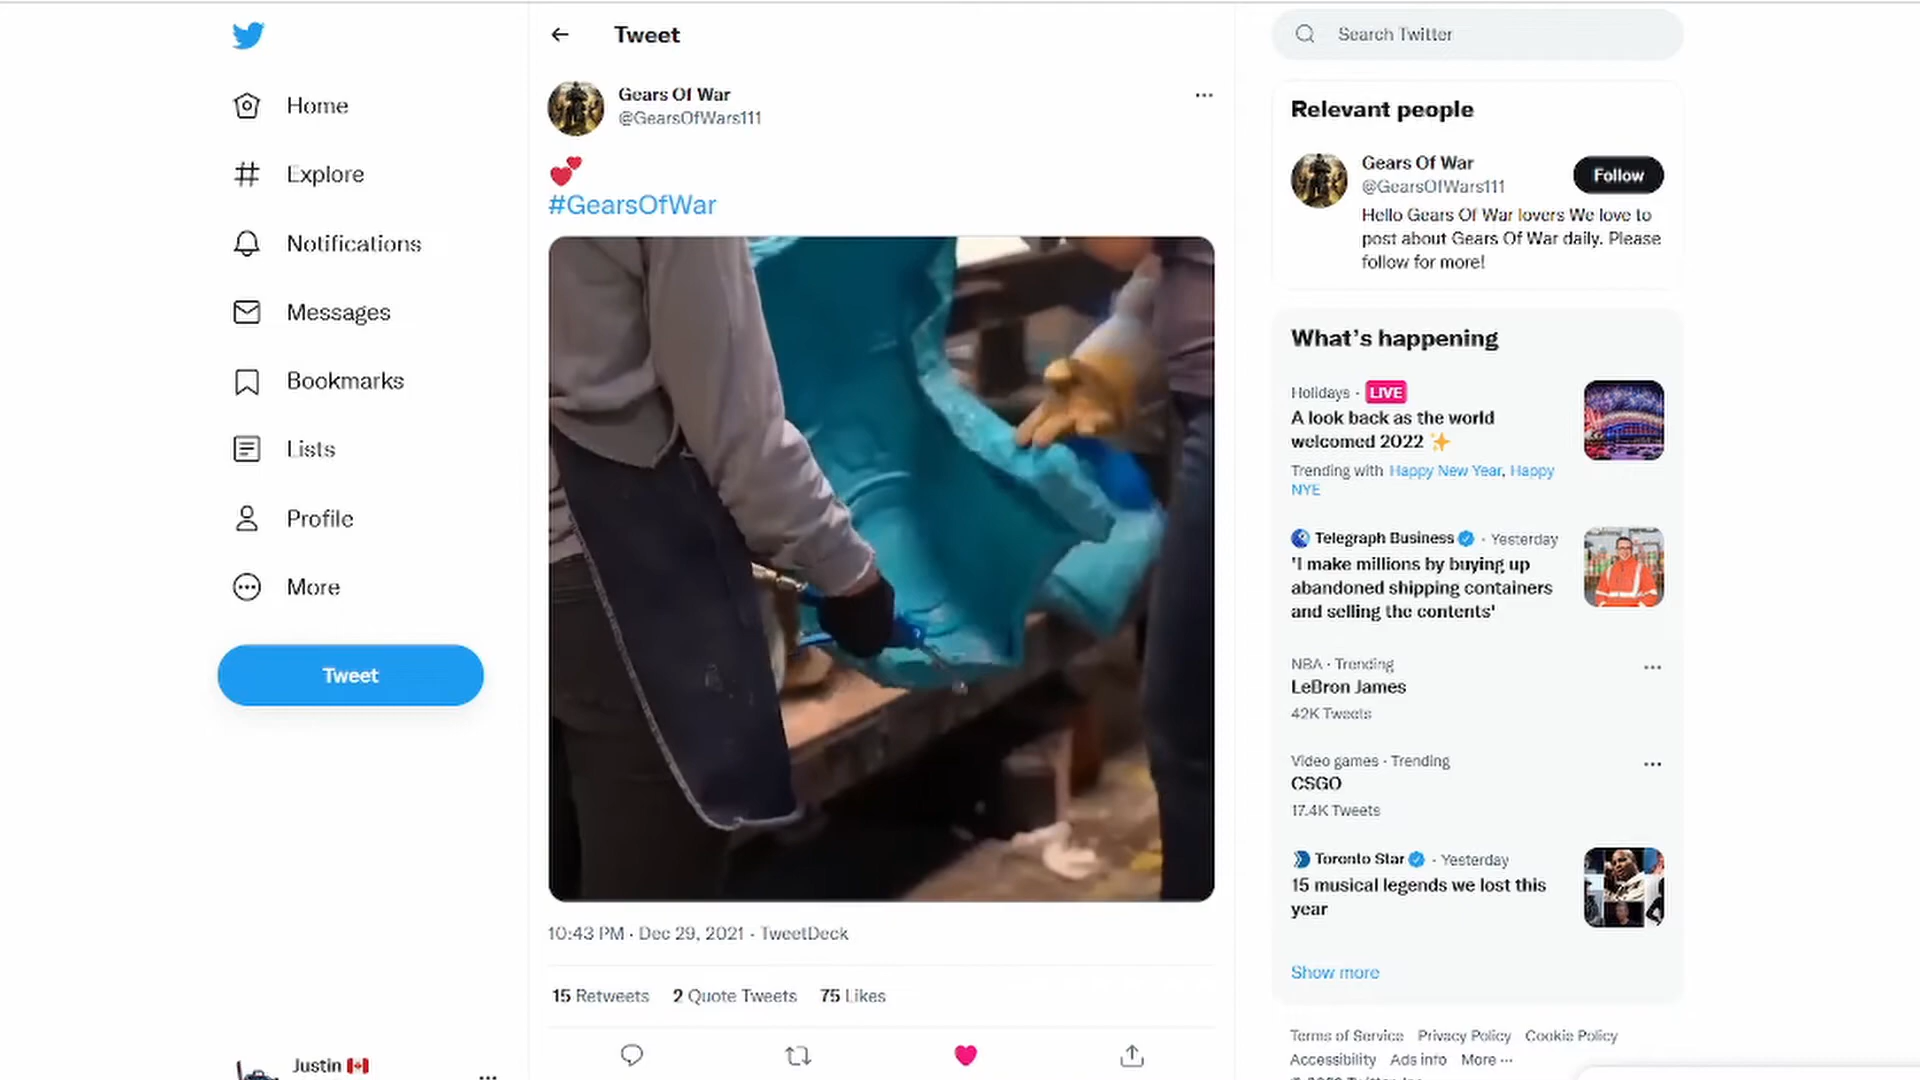 Home
Explore
Notifications
Messages
Bookmarks
Lists
Profile
More
Tweet
Justin 🇨🇦
Tweet
Gears Of War
@GearsOfWars111
💕
#GearsOfWar
10:43 PM · Dec 29, 2021 · TweetDeck
15 Retweets 2 Quote Tweets 75 Likes
Search Twitter
Relevant people
Gears Of War
@GearsOfWars111
Follow
Hello Gears Of War lovers We love to
post about Gears Of War daily. Please
follow for more!
What's happening
Holidays · LIVE
A look back as the world
welcomed 2022 ✨
Trending with Happy New Year, Happy
NYE
Telegraph Business · Yesterday
'I make millions by buying up
abandoned shipping containers
and selling the contents'
NBA · Trending
LeBron James
42K Tweets
Video games · Trending
CSGO
17.4K Tweets
Toronto Star · Yesterday
15 musical legends we lost this
year
Show more
Terms of Service Privacy Policy Cookie Policy
Accessibility Ads info More ···